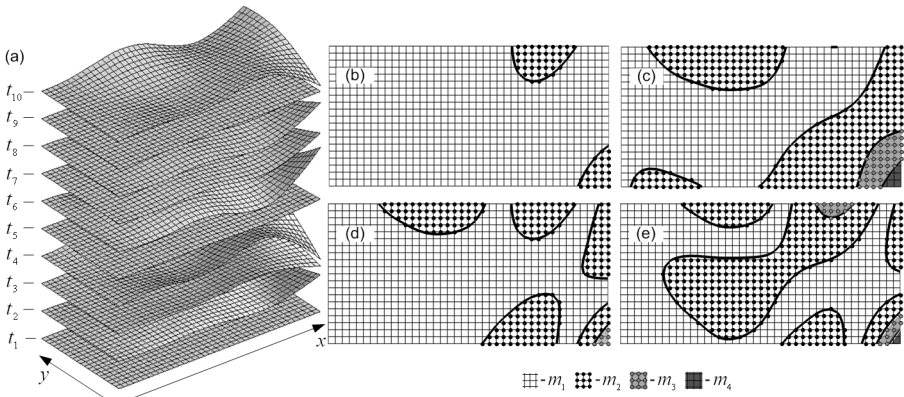 (a)
t10
t9
t8
t7
t6
t5
t4
t3
t2
t1
y
x
(b)
(c)
(d)
(e)
- m1 - m2 - m3 - m4